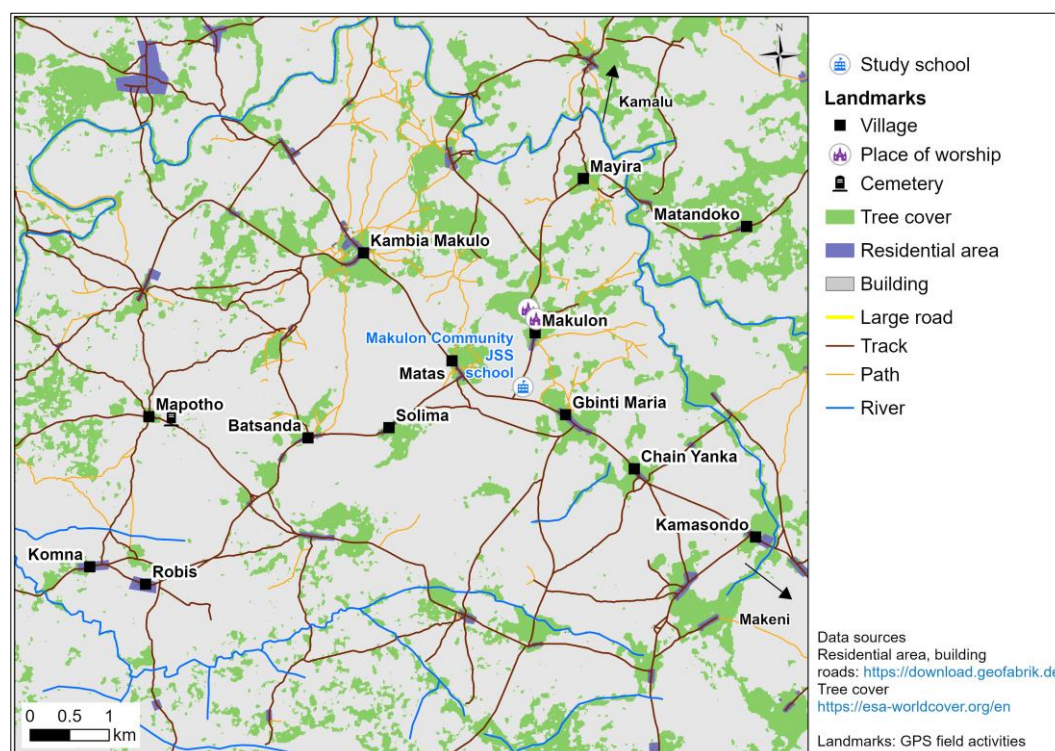 N
Kamalu
Mayira
Matandoko
Kambia Makulo
Makulon
Makulon Community
JSS
school
Matas
Mapotho
Batsanda
Solima
Gbinti Maria
Chain Yanka
Kamasondo
Komna
Robis
Makeni
0 0.5 1
km
Study school
Landmarks
Village
Place of worship
Cemetery
Tree cover
Residential area
Building
Large road
Track
Path
River
Data sources
Residential area, building
roads: https://download.geofabrik.de
Tree cover
https://esa-worldcover.org/en
Landmarks: GPS field activities